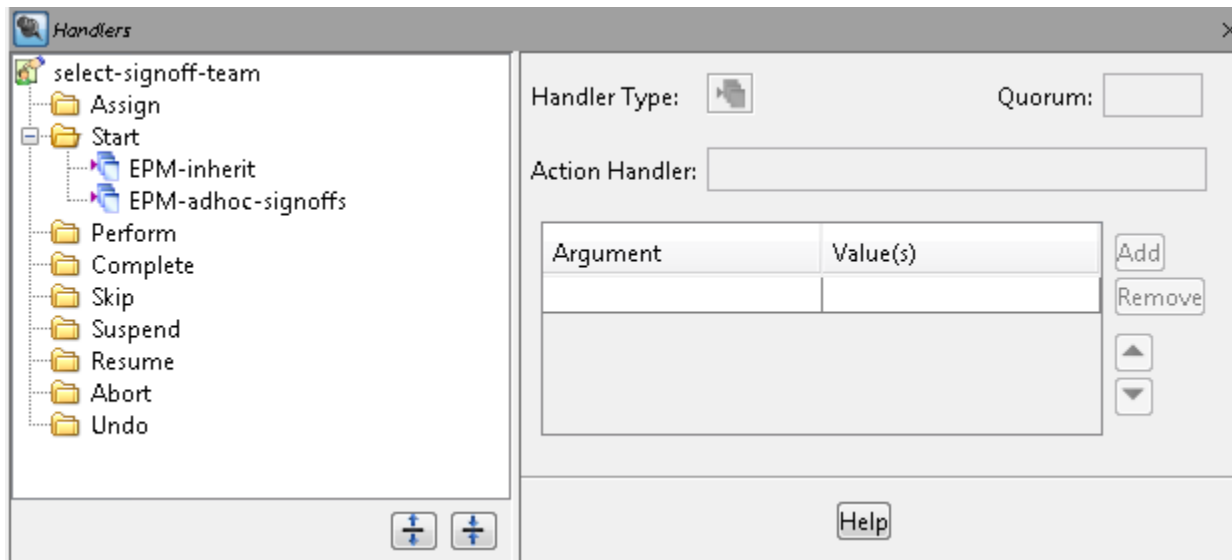 Handlers
select-signoff-team
Assign
Start
EPM-inherit
EPM-adhoc-signoffs
Perform
Complete
Skip
Suspend
Resume
Abort
Undo
Handler Type:
Quorum:
Action Handler:
Argument Value(s)
Add
Remove
Help